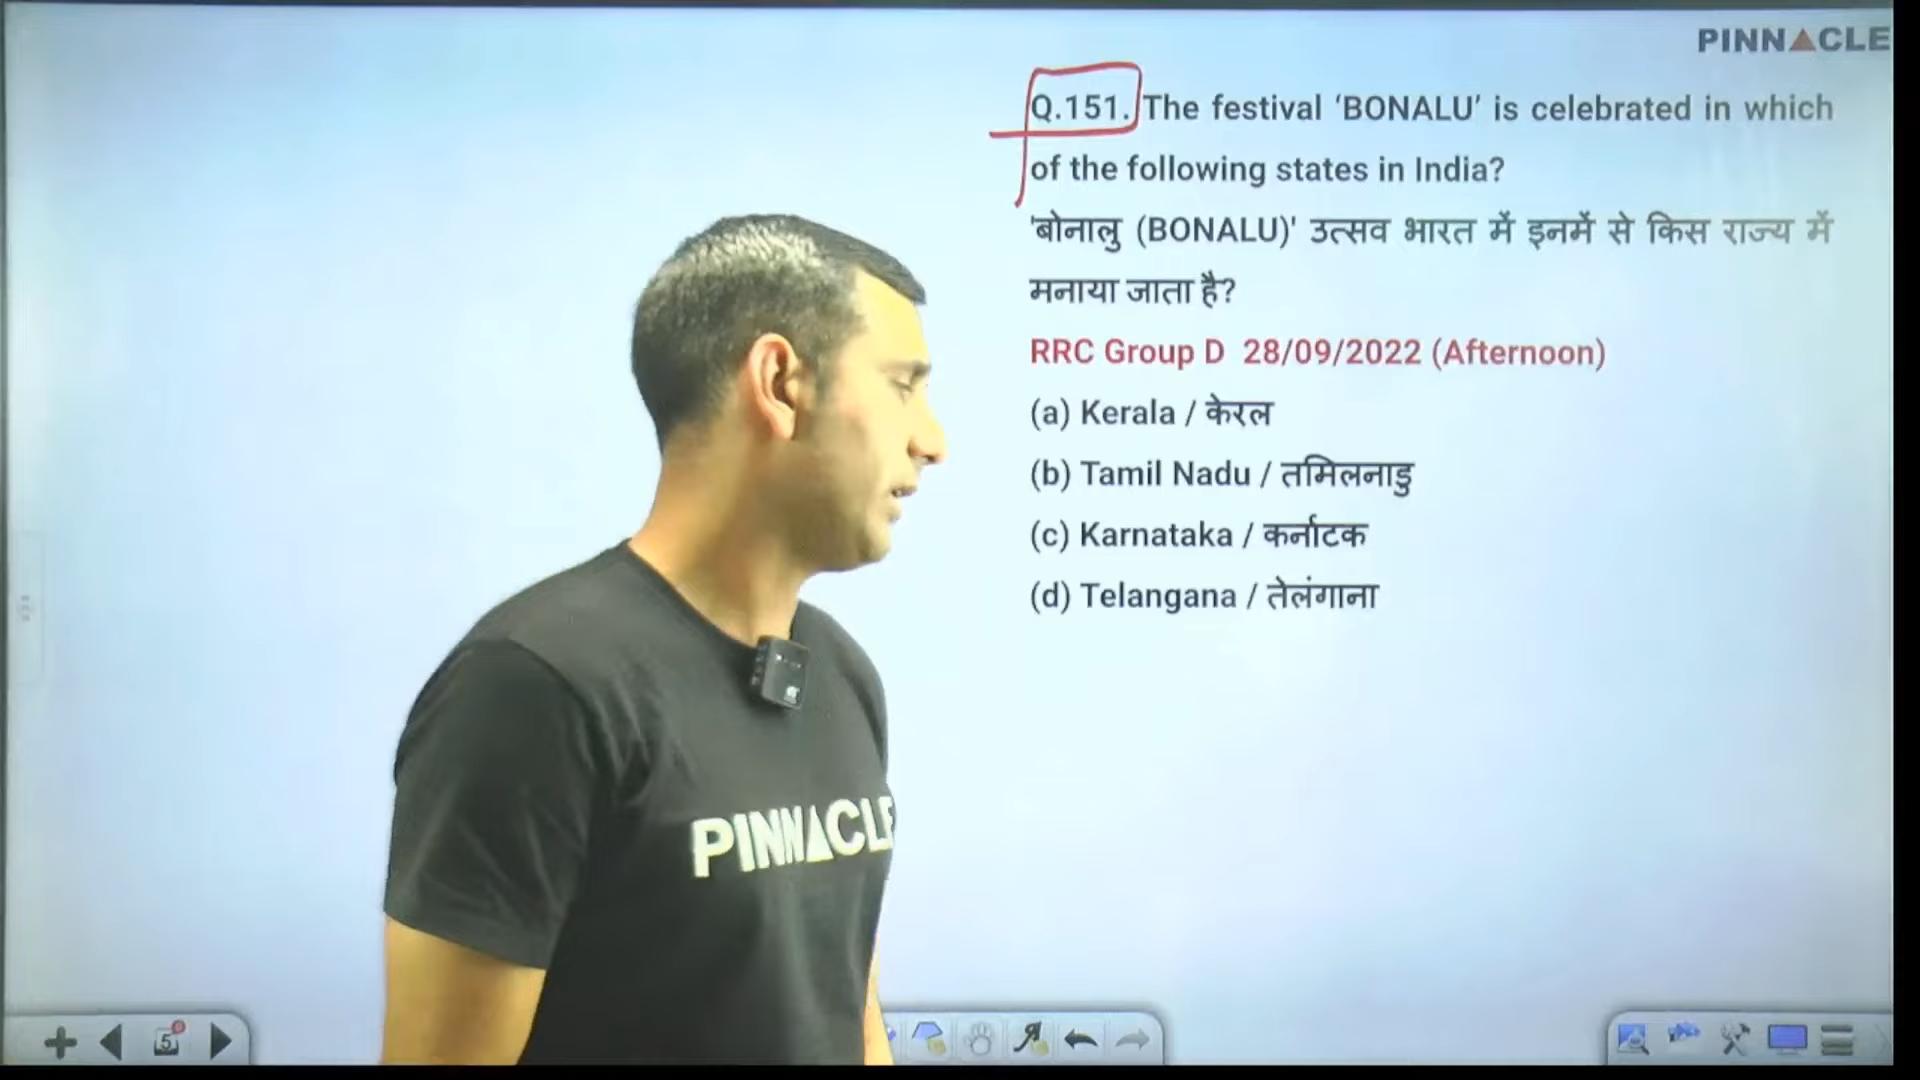 PINNACLE
Q.151. The festival ‘BONALU’ is celebrated in which
of the following states in India?
'बोनालु (BONALU)' उत्सव भारत में इनमें से किस राज्य में
मनाया जाता है?
RRC Group D 28/09/2022 (Afternoon)
(a) Kerala / केरल
(b) Tamil Nadu / तमिलनाडु
(c) Karnataka / कर्नाटक
(d) Telangana / तेलंगाना
PINNACLE
5